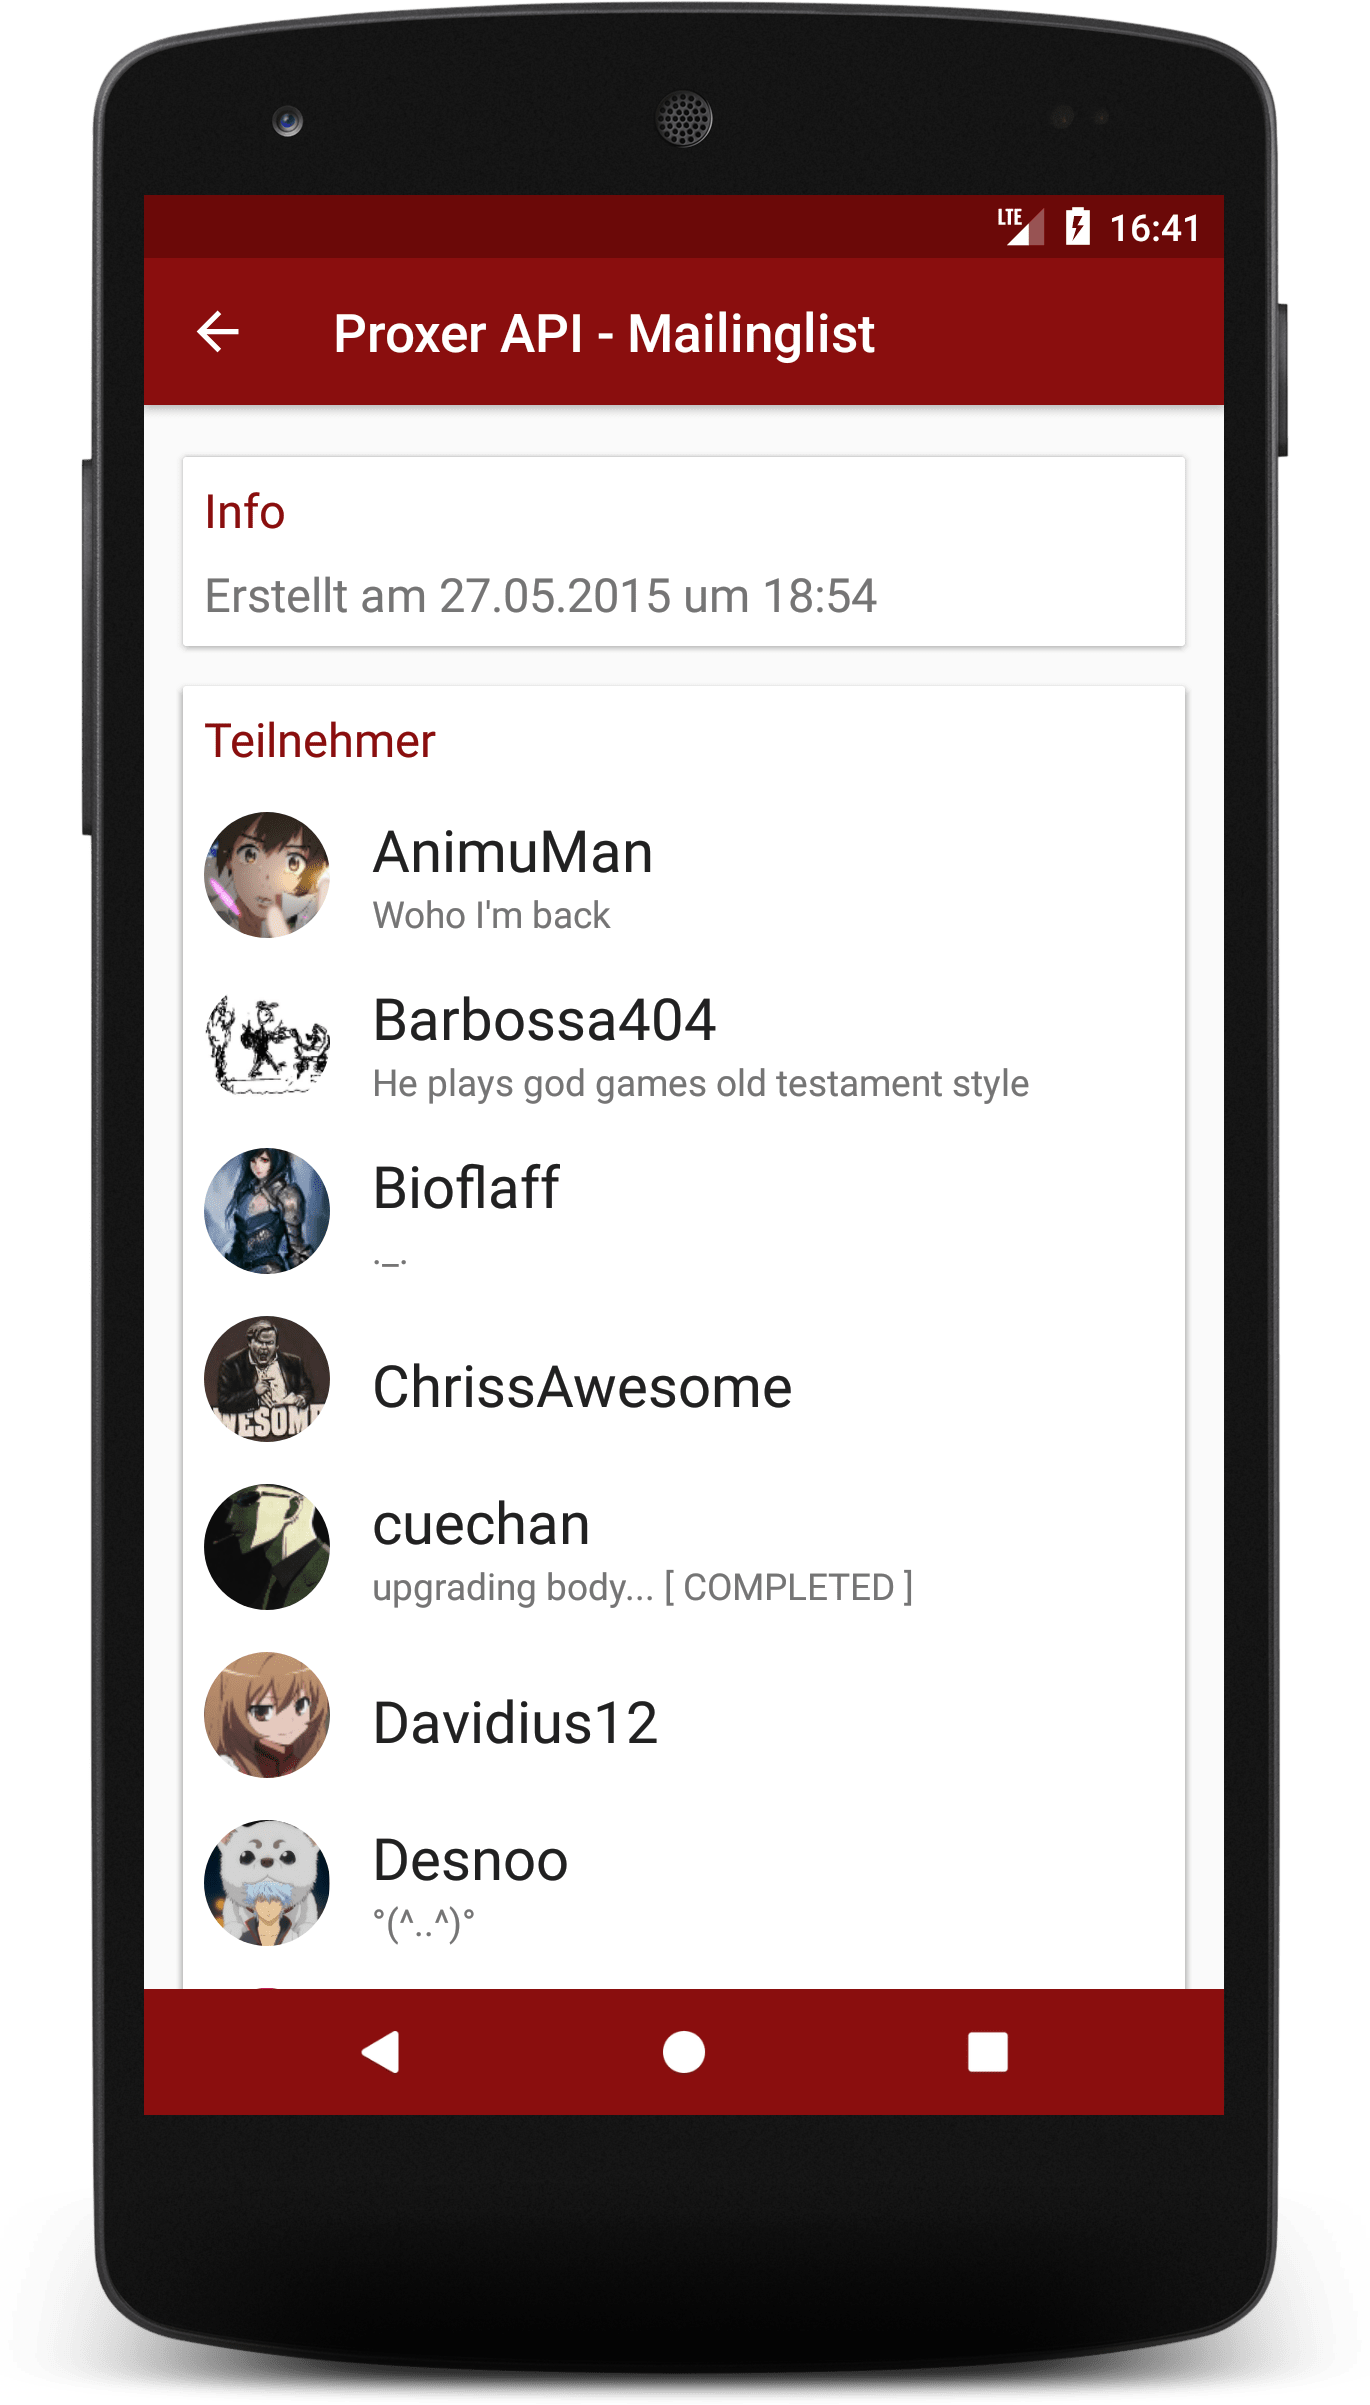 LTE 16:41
Proxer API - Mailinglist
Info
Erstellt am 27.05.2015 um 18:54
Teilnehmer
AnimuMan
Woho I'm back
Barbossa404
He plays god games old testament style
Bioflaff
._.
ChrissAwesome
WESOM
cuechan
upgrading body... [ COMPLETED ]
Davidius12
Desnoo
°(^..^)°